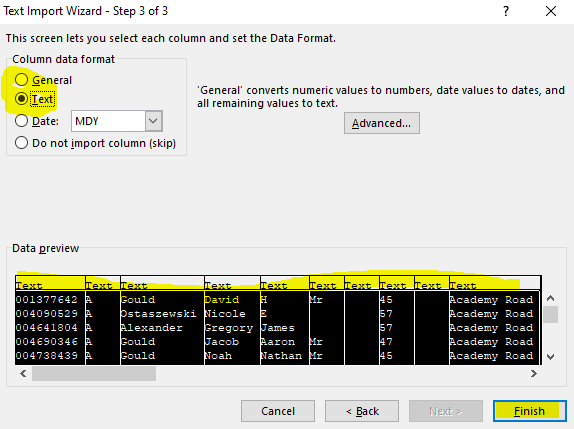 Text Import Wizard - Step 3 of 3
This screen lets you select each column and set the Data Format.
Column data format
General
Text
Date: MDY
Do not import column (skip)
'General' converts numeric values to numbers, date values to dates, and
all remaining values to text.
Advanced...
Data preview
Text Text Text Text Text Text Text Text Text Text Text
001377642 A Gould David H Mr 45 Academy Road
004090529 A Ostaszewski Nicole E 57 Academy Road
004641804 A Alexander Gregory James 57 Academy Road
004690346 A Gould Jacob Aaron Mr 47 Academy Road
004738439 A Gould Noah Nathan Mr 45 Academy Road
Cancel < Back Next > Finish